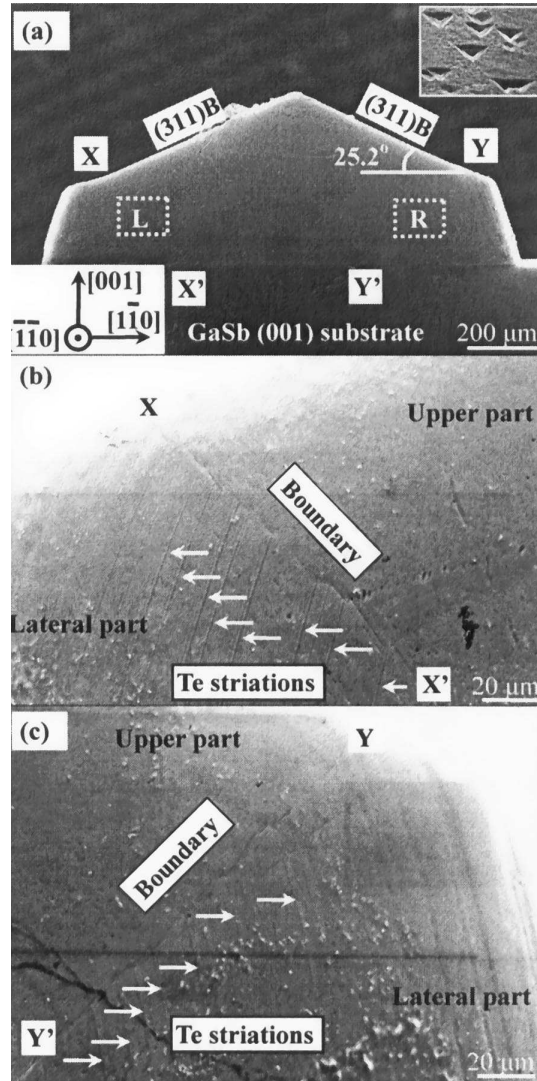 (a)
(311)B
(311)B
X
Y
25.2°
L
R
[001]
[11̅0]
[1̅1̅0]
X'
Y'
GaSb (001) substrate
200 μm
(b)
X
Upper part
Boundary
Lateral part
Te striations
X'
20 μm
(c)
Upper part
Y
Boundary
Lateral part
Y'
Te striations
20 μm